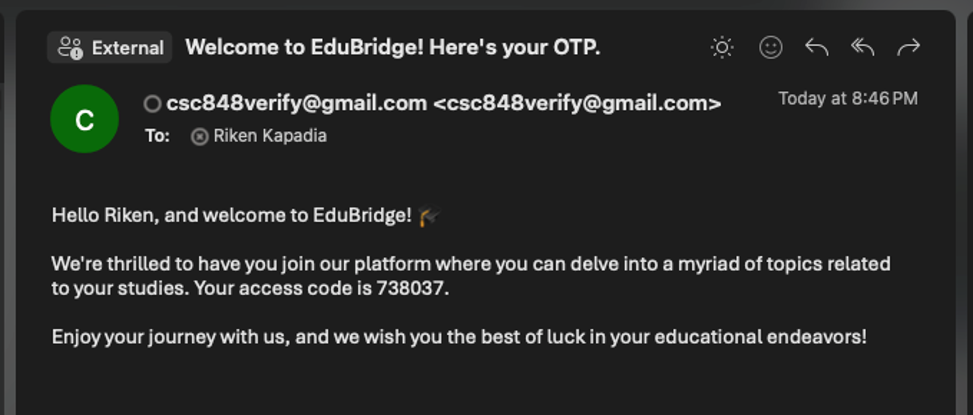 External Welcome to EduBridge! Here's your OTP.
C
csc848verify@gmail.com <csc848verify@gmail.com>
Today at 8:46 PM
To: Riken Kapadia
Hello Riken, and welcome to EduBridge! 🎓
We're thrilled to have you join our platform where you can delve into a myriad of topics related
to your studies. Your access code is 738037.
Enjoy your journey with us, and we wish you the best of luck in your educational endeavors!